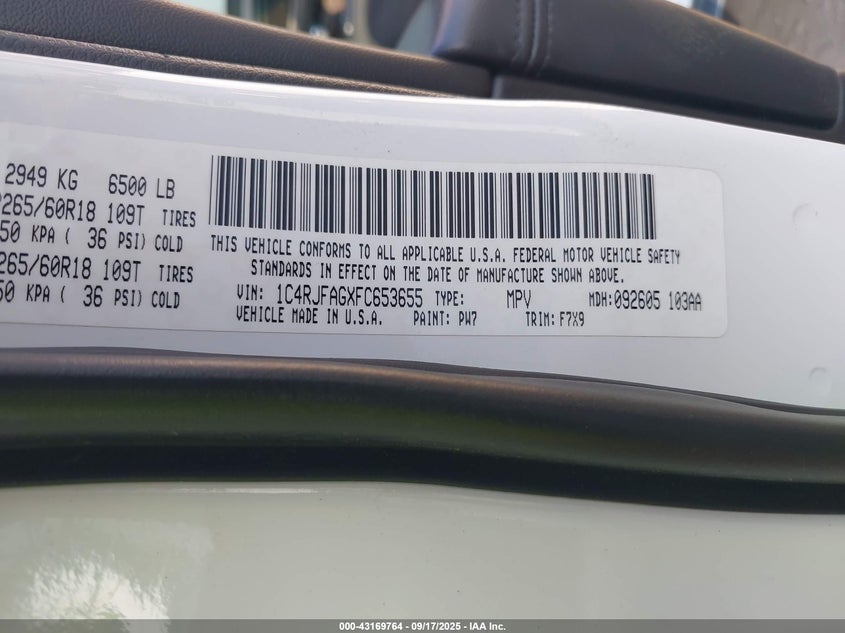 2949 KG 6500 LB
265/60R18 109T TIRES
50 KPA ( 36 PSI) COLD
265/60R18 109T TIRES
50 KPA ( 36 PSI) COLD
THIS VEHICLE CONFORMS TO ALL APPLICABLE U.S.A. FEDERAL MOTOR VEHICLE SAFETY
STANDARDS IN EFFECT ON THE DATE OF MANUFACTURE SHOWN ABOVE.
VIN: 1C4RJFAGXFC653655 TYPE: MPV MDH:092605 103AA
VEHICLE MADE IN U.S.A. PAINT: PW7 TRIM: F7X9
000-43169764 - 09/17/2025 - IAA Inc.